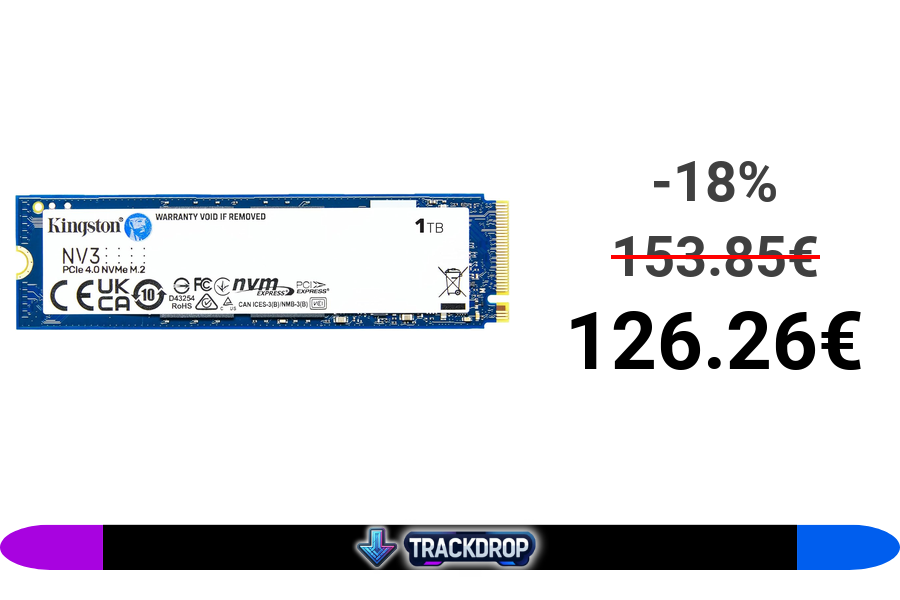 Kingston®
WARRANTY VOID IF REMOVED
1TB
NV3
PCIe 4.0 NVMe M.2
CE UK CA 10 FC
D43254
RoHS
nvm EXPRESS
PCI EXPRESS®
CAN ICES-3(B)/NMB-3(B)
-18%
153.85€
126.26€
TRACKDROP